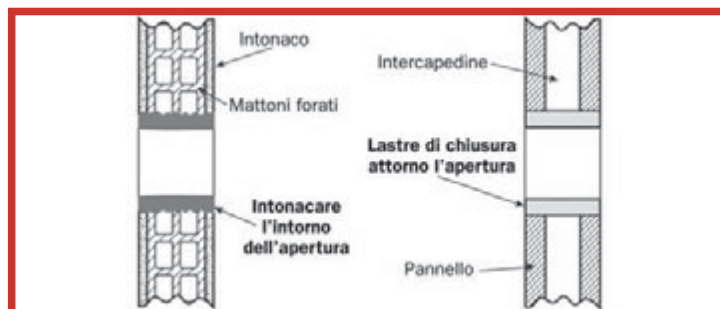 Intonaco
Mattoni forati
Intonacare
l'intorno
dell'apertura
Intercapedine
Lastre di chiusura
attorno l'apertura
Pannello